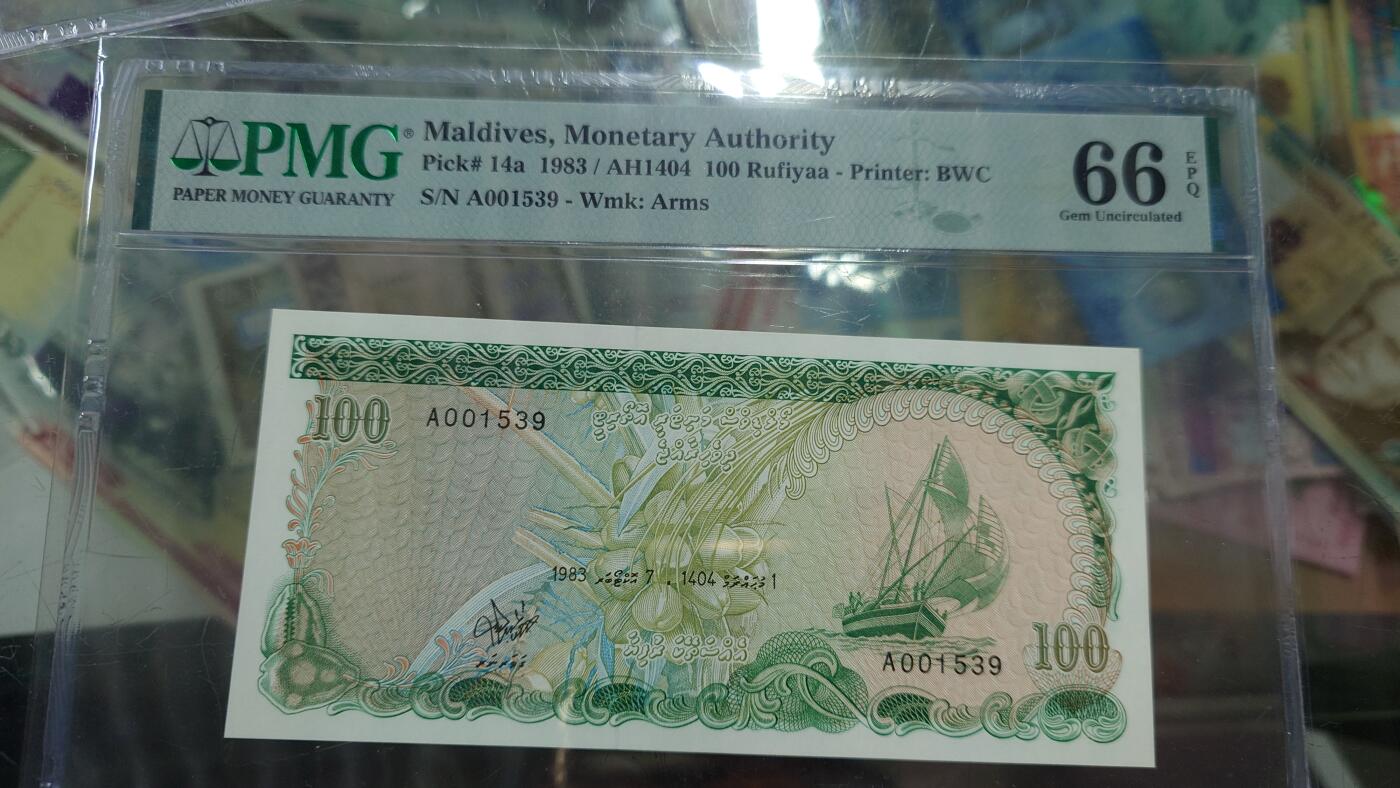 PMG®
PAPER MONEY GUARANTY
Maldives, Monetary Authority
Pick# 14a 1983 / AH1404 100 Rufiyaa - Printer: BWC
S/N A001539 - Wmk: Arms
66
EPQ
Gem Uncirculated
100
A001539
1404
7
1983
A001539
100